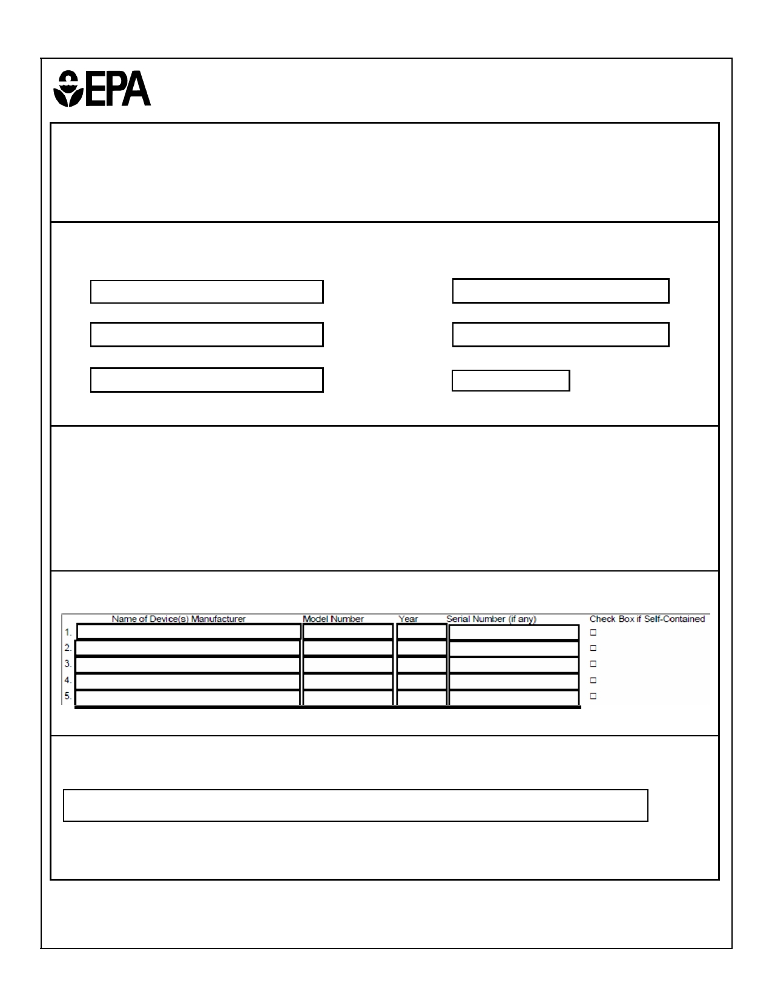 EPA
Name of Device(s) Manufacturer Model Number Year Serial Number (if any) Check Box if Self-Contained
1.
2.
3.
4.
5.